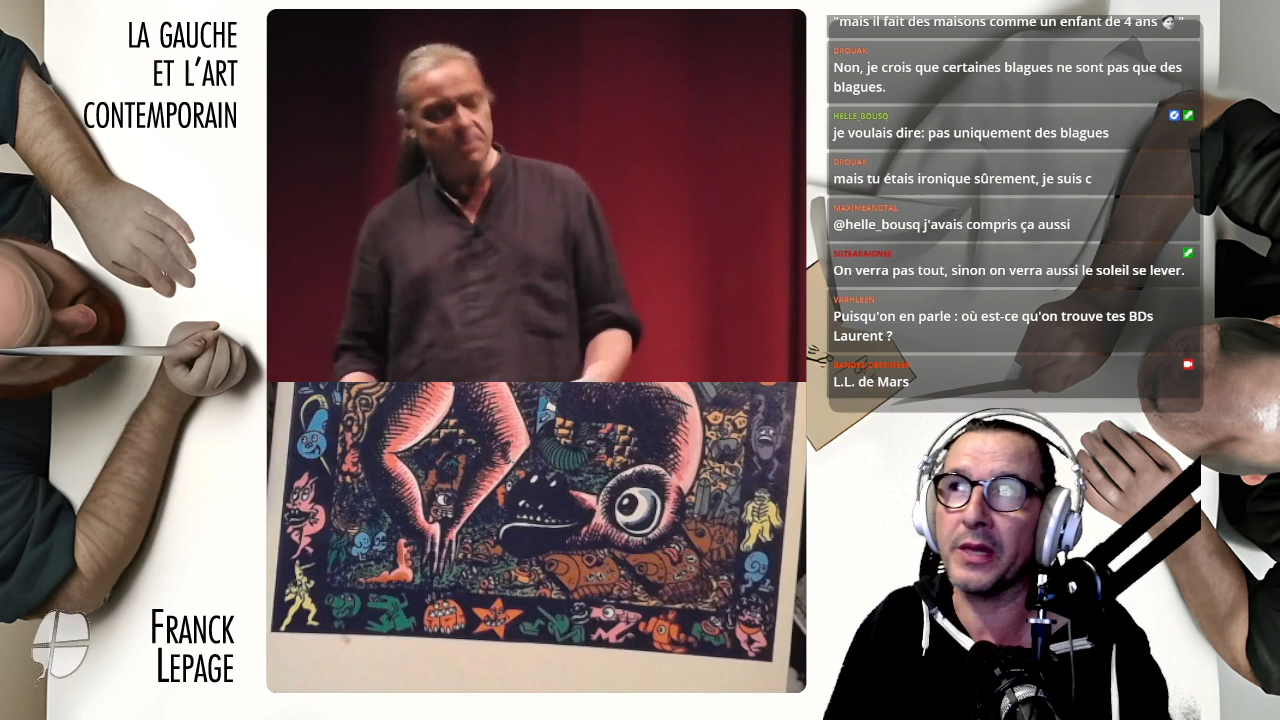 LA GAUCHE
ET L'ART
CONTEMPORAIN
FRANCK
LEPAGE
"mais il fait des maisons comme un enfant de 4 ans "
DROUAK
Non, je crois que certaines blagues ne sont pas que des
blagues.
HELLE_BOUSQ
je voulais dire: pas uniquement des blagues
DROUAK
mais tu étais ironique sûrement, je suis c
MAXIMEANDTAL
@helle_bousq j'avais compris ça aussi
SUZEARAIGNEE
On verra pas tout, sinon on verra aussi le soleil se lever.
VARHLEEN
Puisqu'on en parle : où est-ce qu'on trouve tes BDs
Laurent ?
L.L. de Mars